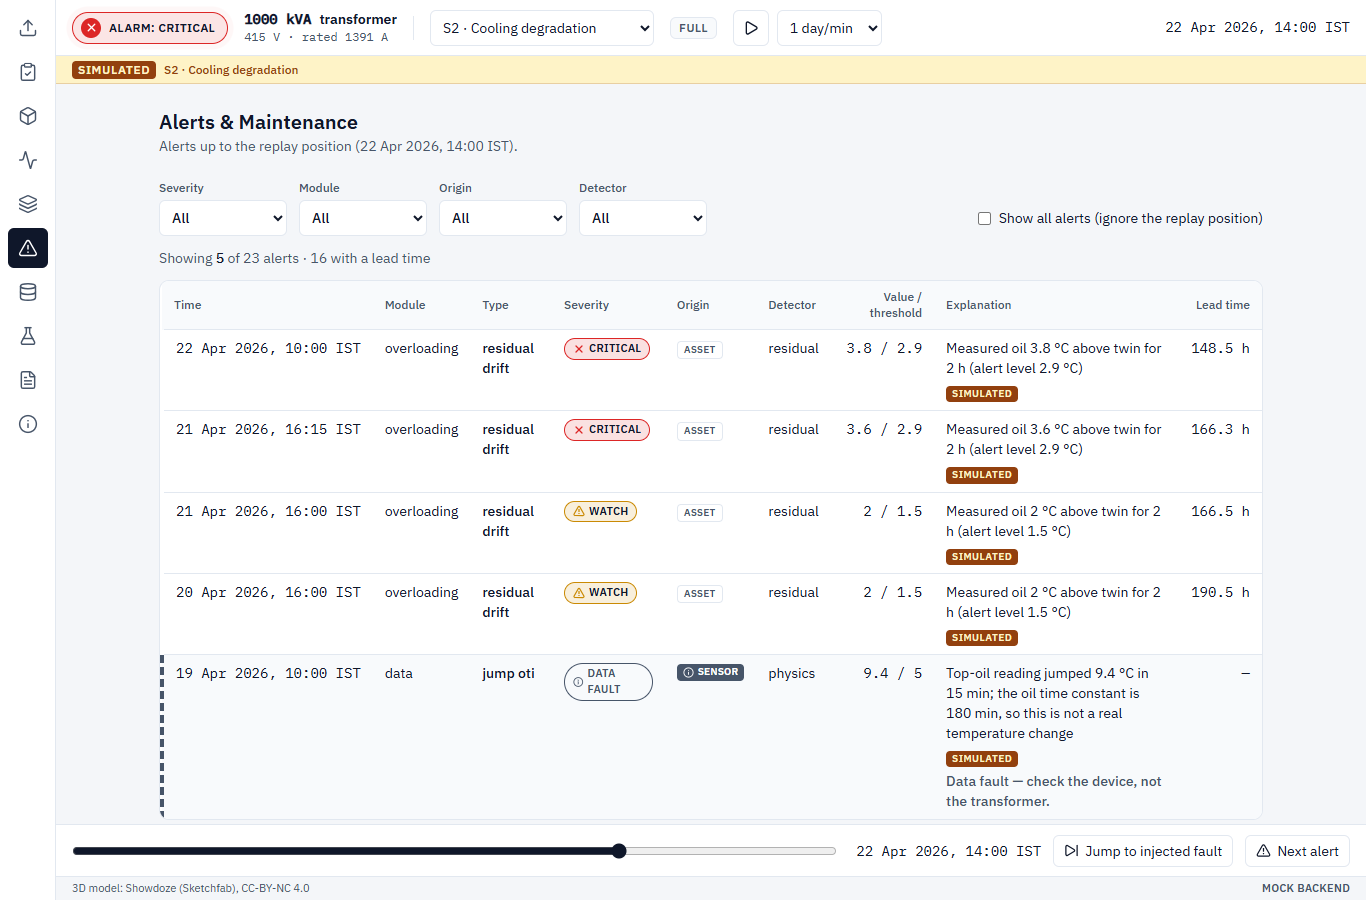 ALARM: CRITICAL
1000 kVA transformer
415 V · rated 1391 A
S2 · Cooling degradation
FULL
1 day/min
22 Apr 2026, 14:00 IST
SIMULATED S2 · Cooling degradation
Alerts & Maintenance
Alerts up to the replay position (22 Apr 2026, 14:00 IST).
Severity Module Origin Detector
All All All All
Show all alerts (ignore the replay position)
Showing 5 of 23 alerts · 16 with a lead time
Time Module Type Severity Origin Detector Value / threshold Explanation Lead time
22 Apr 2026, 10:00 IST overloading residual drift CRITICAL ASSET residual 3.8 / 2.9 Measured oil 3.8 °C above twin for 148.5 h
2 h (alert level 2.9 °C)
SIMULATED
21 Apr 2026, 16:15 IST overloading residual drift CRITICAL ASSET residual 3.6 / 2.9 Measured oil 3.6 °C above twin for 166.3 h
2 h (alert level 2.9 °C)
SIMULATED
21 Apr 2026, 16:00 IST overloading residual drift WATCH ASSET residual 2 / 1.5 Measured oil 2 °C above twin for 2 166.5 h
h (alert level 1.5 °C)
SIMULATED
20 Apr 2026, 16:00 IST overloading residual drift WATCH ASSET residual 2 / 1.5 Measured oil 2 °C above twin for 2 190.5 h
h (alert level 1.5 °C)
SIMULATED
19 Apr 2026, 10:00 IST data jump oti DATA FAULT SENSOR physics 9.4 / 5 Top-oil reading jumped 9.4 °C in –
15 min; the oil time constant is
180 min, so this is not a real
temperature change
SIMULATED
Data fault — check the device, not
the transformer.
22 Apr 2026, 14:00 IST Jump to injected fault Next alert
3D model: Showdoze (Sketchfab), CC-BY-NC 4.0 MOCK BACKEND